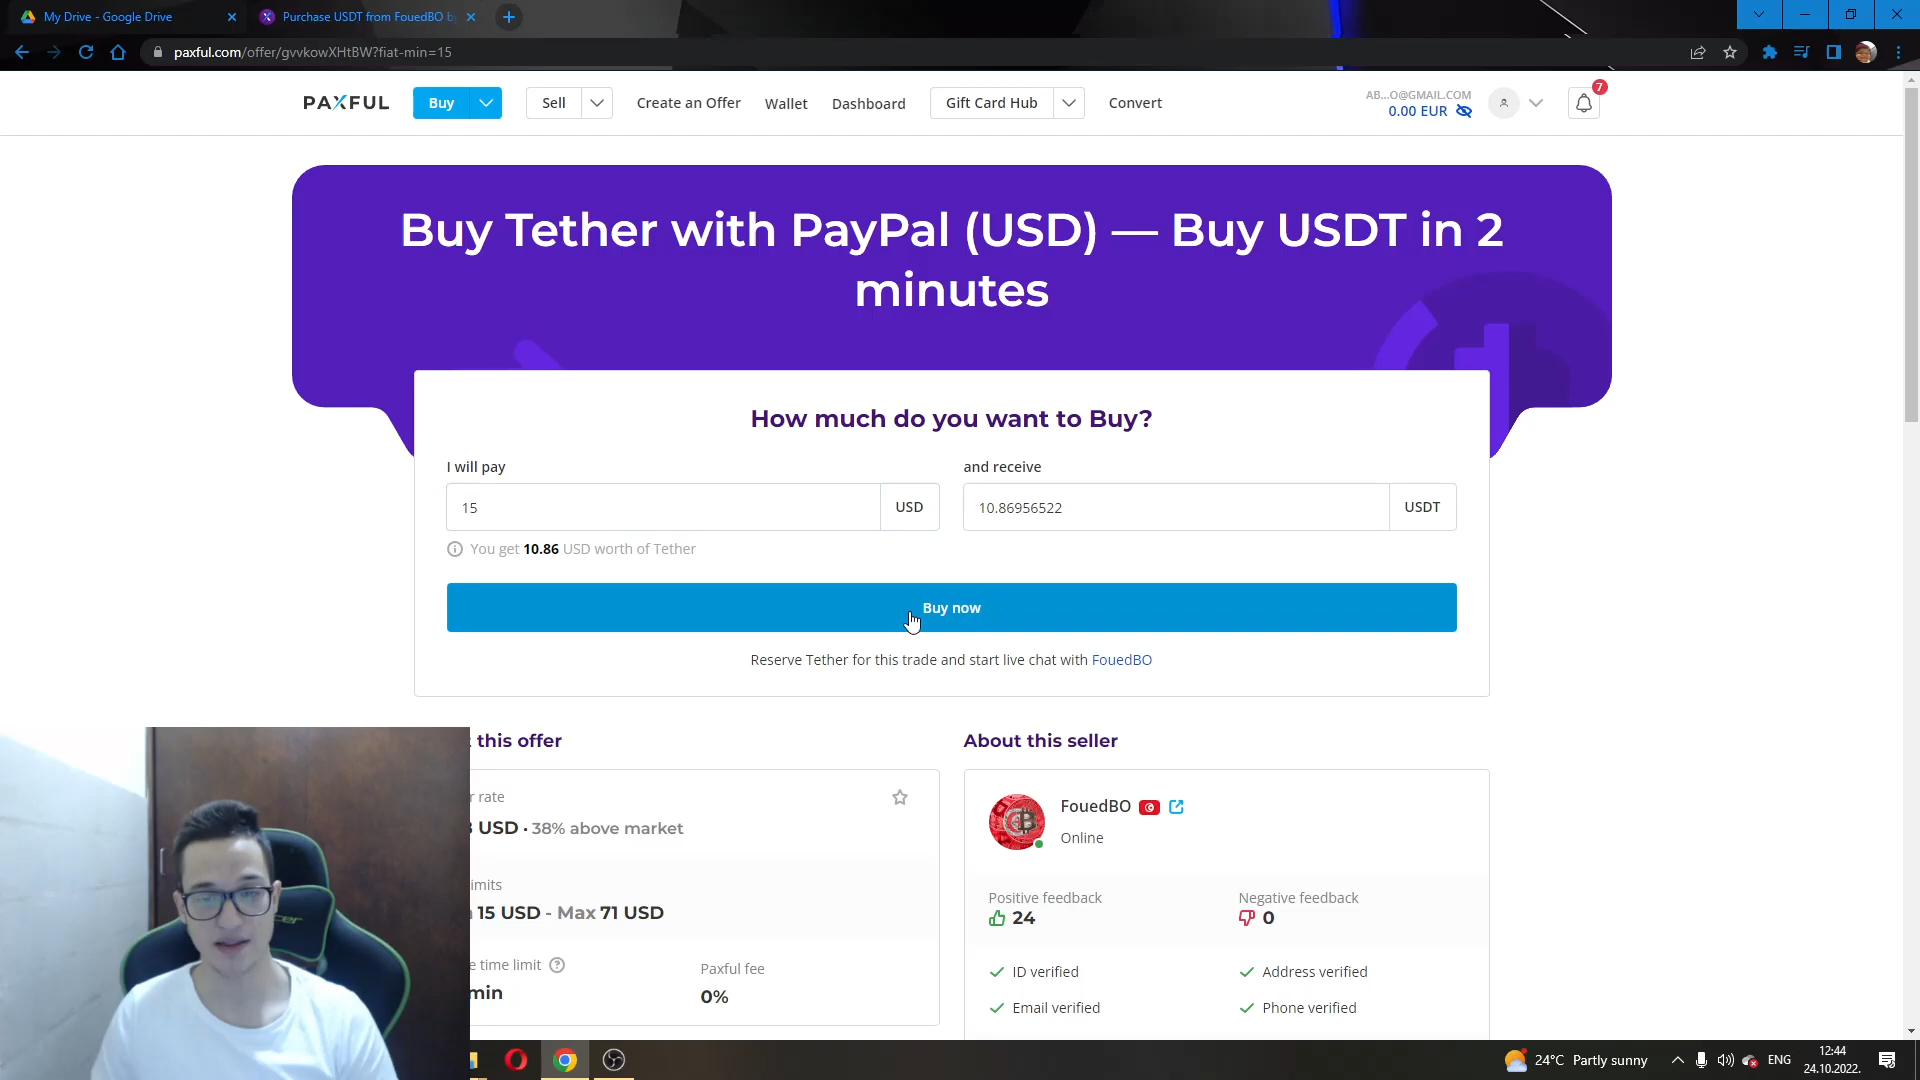 My Drive - Google Drive
Purchase USDT from FouedBO b
paxful.com/offer/gvvkowXHtBW?fiat-min=15
PAXFUL
Buy
Sell
Create an Offer
Wallet
Dashboard
Gift Card Hub
Convert
AB...O@GMAIL.COM
0.00 EUR
7
Buy Tether with PayPal (USD) — Buy USDT in 2
minutes
How much do you want to Buy?
I will pay
and receive
15 USD
10.86956522 USDT
You get 10.86 USD worth of Tether
Buy now
Reserve Tether for this trade and start live chat with FouedBO
this offer
About this seller
rate
USD · 38% above market
FouedBO
Online
imits
15 USD - Max 71 USD
Positive feedback
24
Negative feedback
0
time limit
min
Paxful fee
0%
ID verified
Address verified
Email verified
Phone verified
acer
24°C Partly sunny
ENG
12:44
24.10.2022.